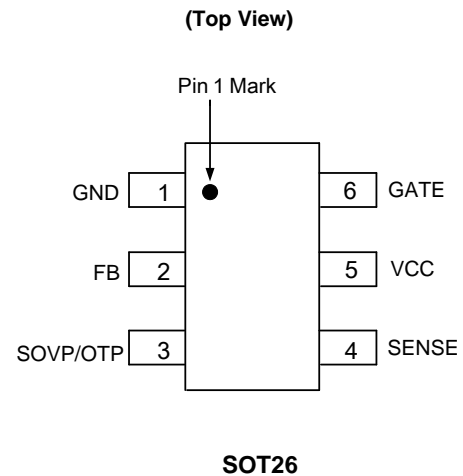 (Top View)
Pin 1 Mark
GND 1 6 GATE
FB 2 5 VCC
SOVP/OTP 3 4 SENSE
SOT26